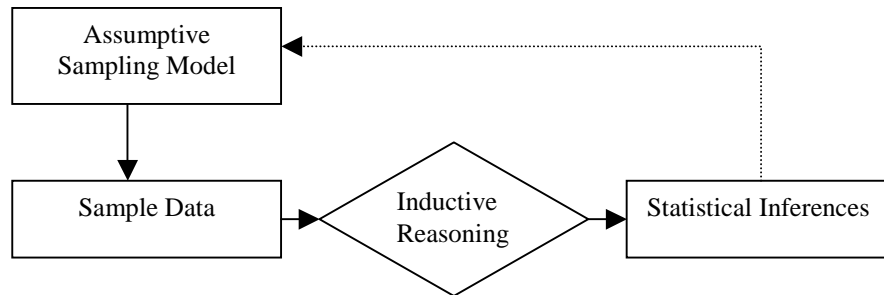 Assumptive
Sampling Model
Sample Data
Inductive
Reasoning
Statistical Inferences